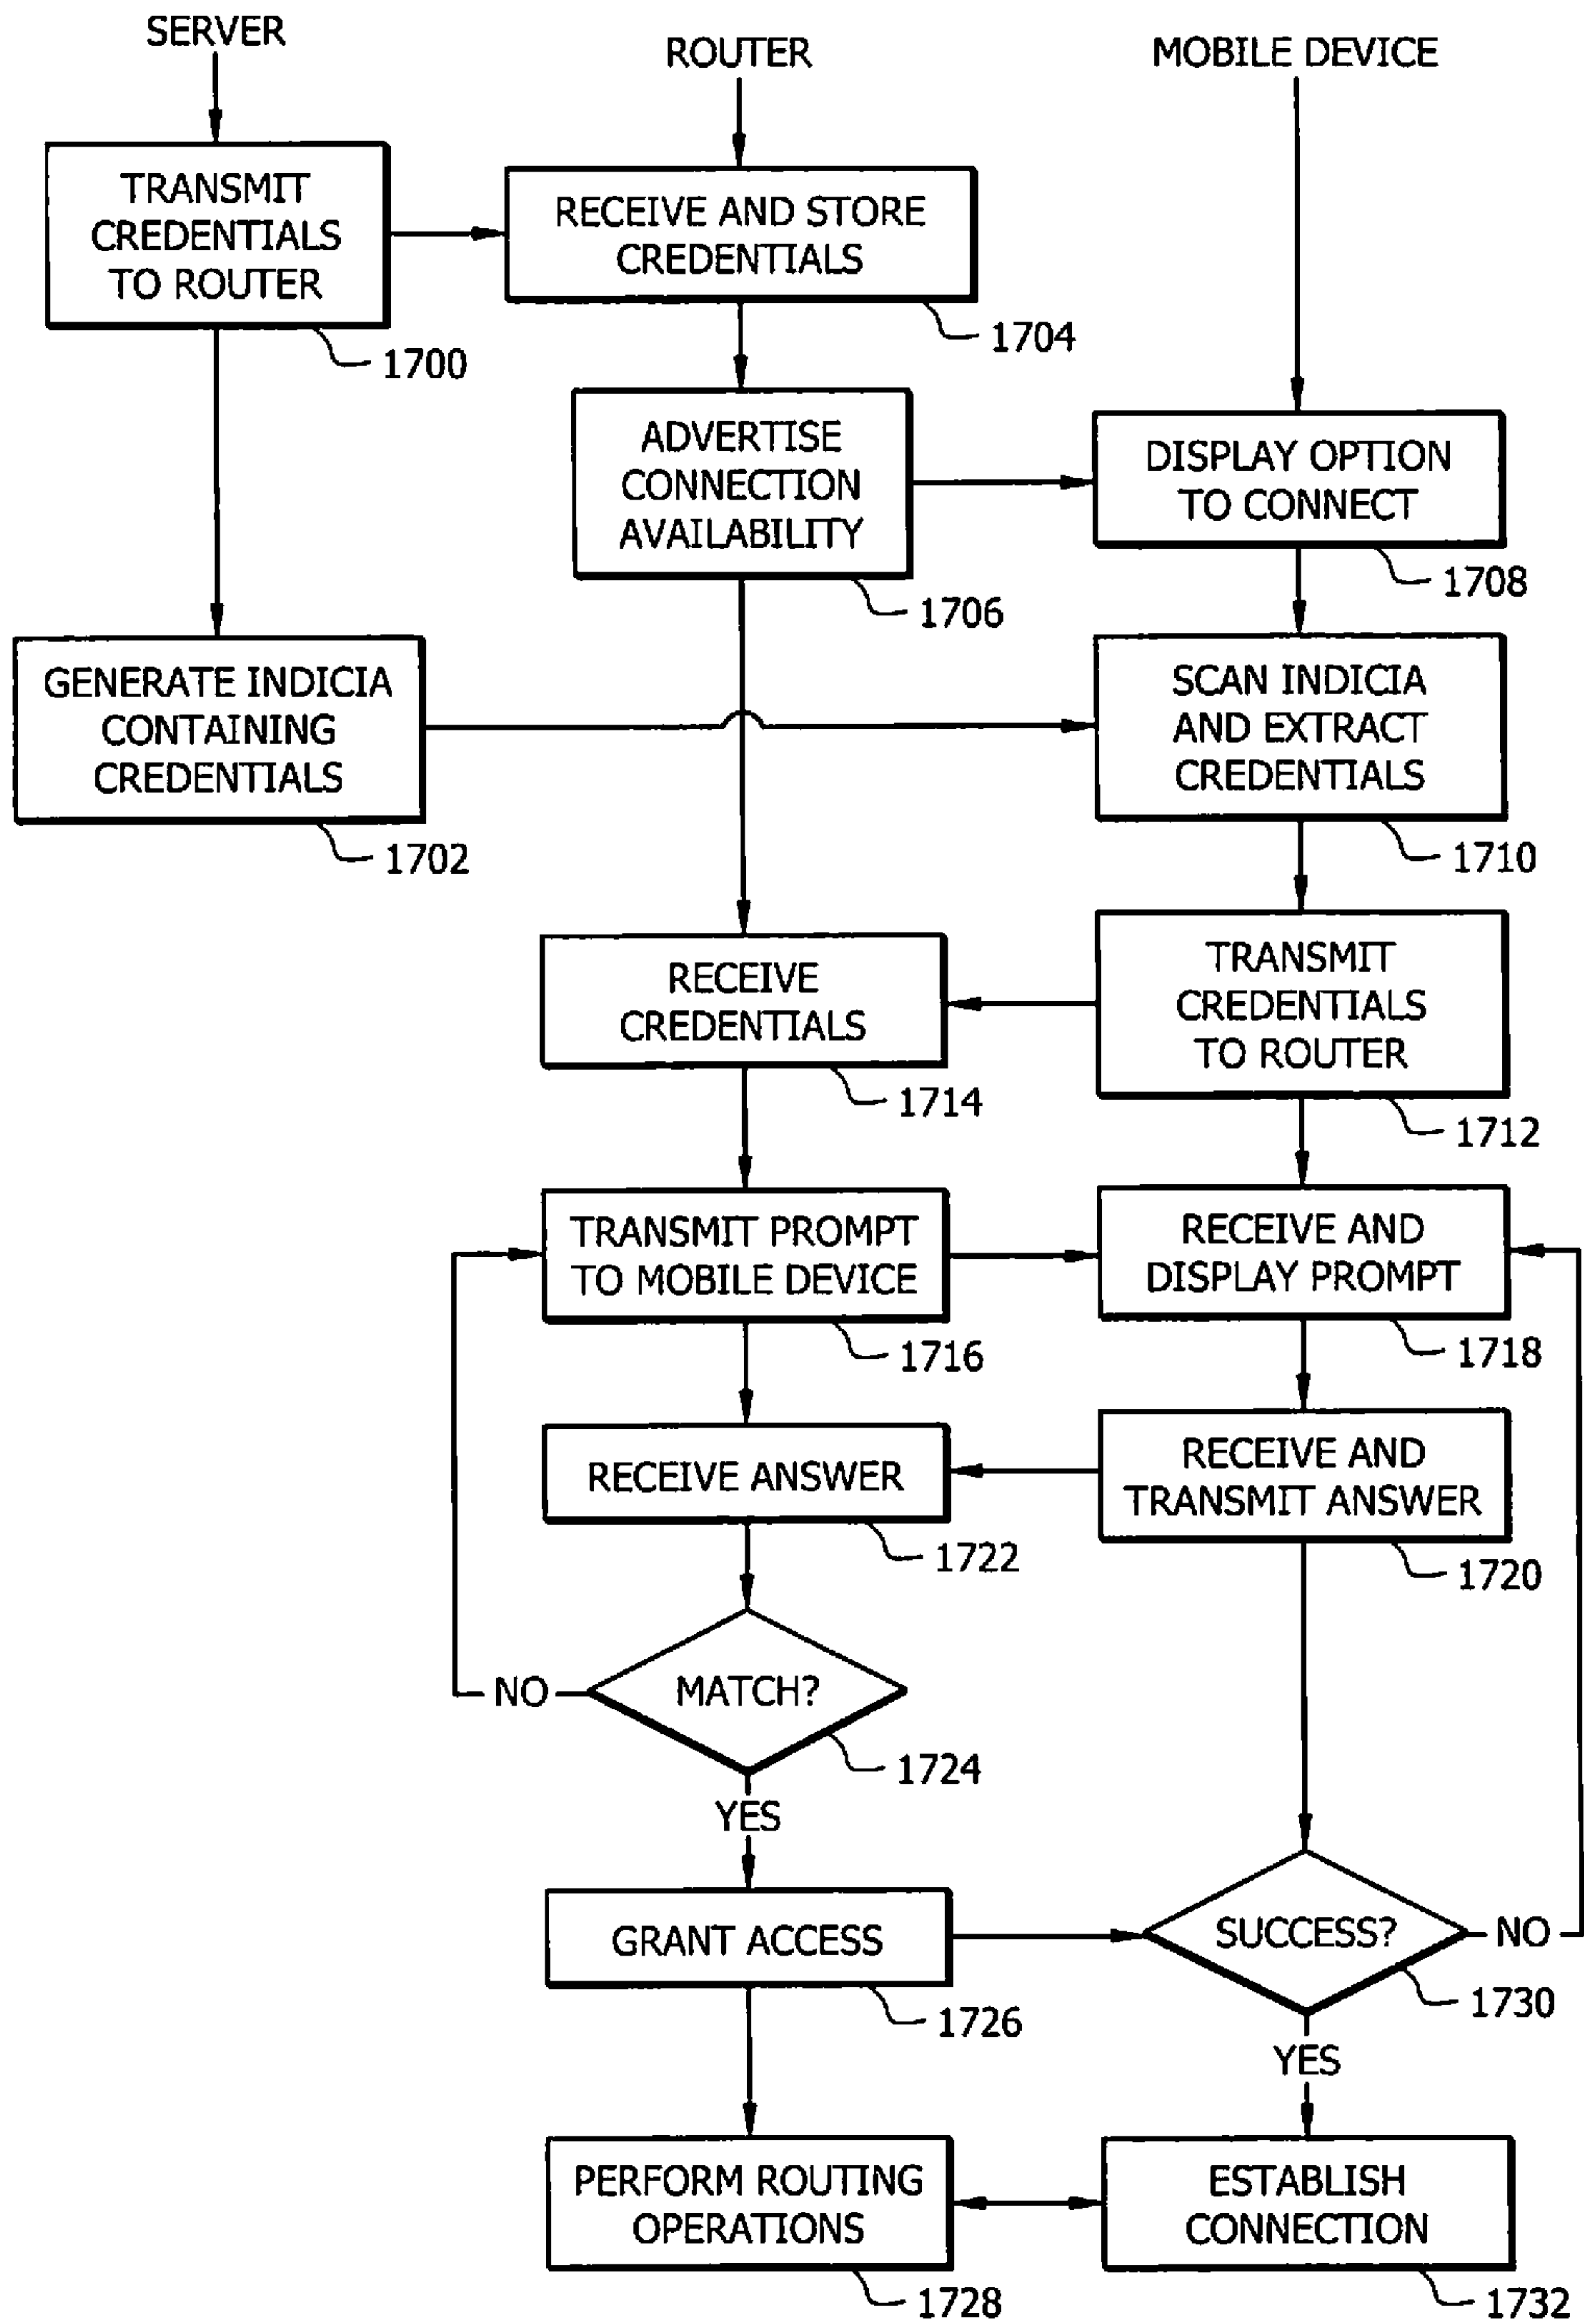 SERVER
ROUTER
MOBILE DEVICE
TRANSMIT
CREDENTIALS
TO ROUTER
1700
RECEIVE AND STORE
CREDENTIALS
1704
ADVERTISE
CONNECTION
AVAILABILITY
1706
DISPLAY OPTION
TO CONNECT
1708
GENERATE INDICIA
CONTAINING
CREDENTIALS
1702
SCAN INDICIA
AND EXTRACT
CREDENTIALS
1710
RECEIVE
CREDENTIALS
1714
TRANSMIT
CREDENTIALS
TO ROUTER
1712
TRANSMIT PROMPT
TO MOBILE DEVICE
1716
RECEIVE AND
DISPLAY PROMPT
1718
RECEIVE ANSWER
1722
RECEIVE AND
TRANSMIT ANSWER
1720
NO
MATCH?
1724
YES
GRANT ACCESS
1726
SUCCESS?
NO
1730
YES
PERFORM ROUTING
OPERATIONS
1728
ESTABLISH
CONNECTION
1732